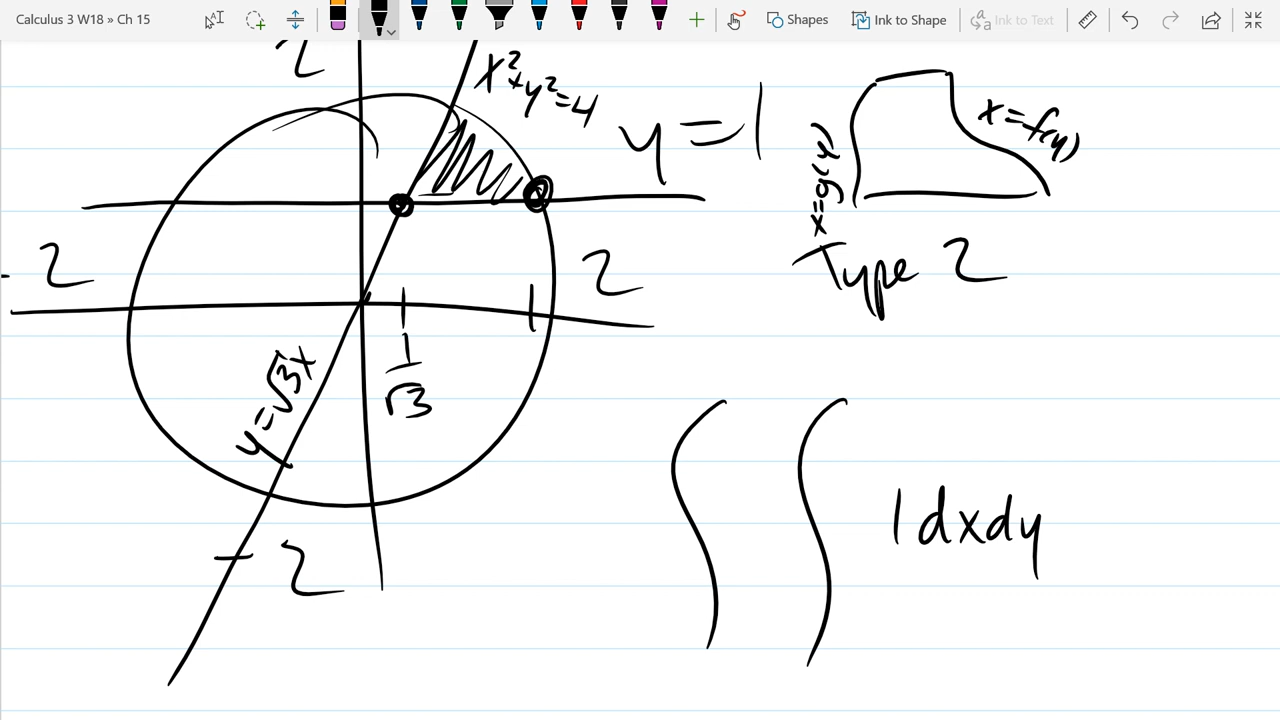 Calculus 3 W18 » Ch 15
Shapes
Ink to Shape
Ink to Text
2
x²+y²=4
y=1
x=g(y)
x=f(y)
Type 2
-2
2
1/√3
1
y=√3x
-2
∫∫ 1dxdy